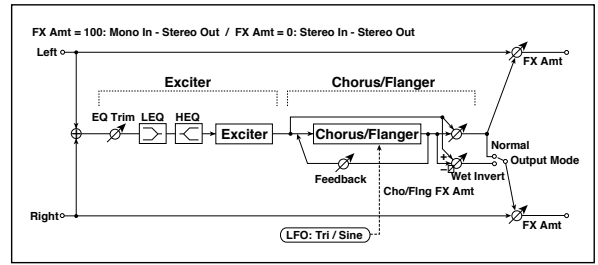 FX Amt = 100: Mono In - Stereo Out / FX Amt = 0: Stereo In - Stereo Out
Left
FX Amt
Exciter
Chorus/Flanger
EQ Trim
LEQ
HEQ
Exciter
Chorus/Flanger
Normal
Output Mode
+
−
Wet Invert
Feedback
Cho/Flng FX Amt
Right
FX Amt
LFO: Tri / Sine